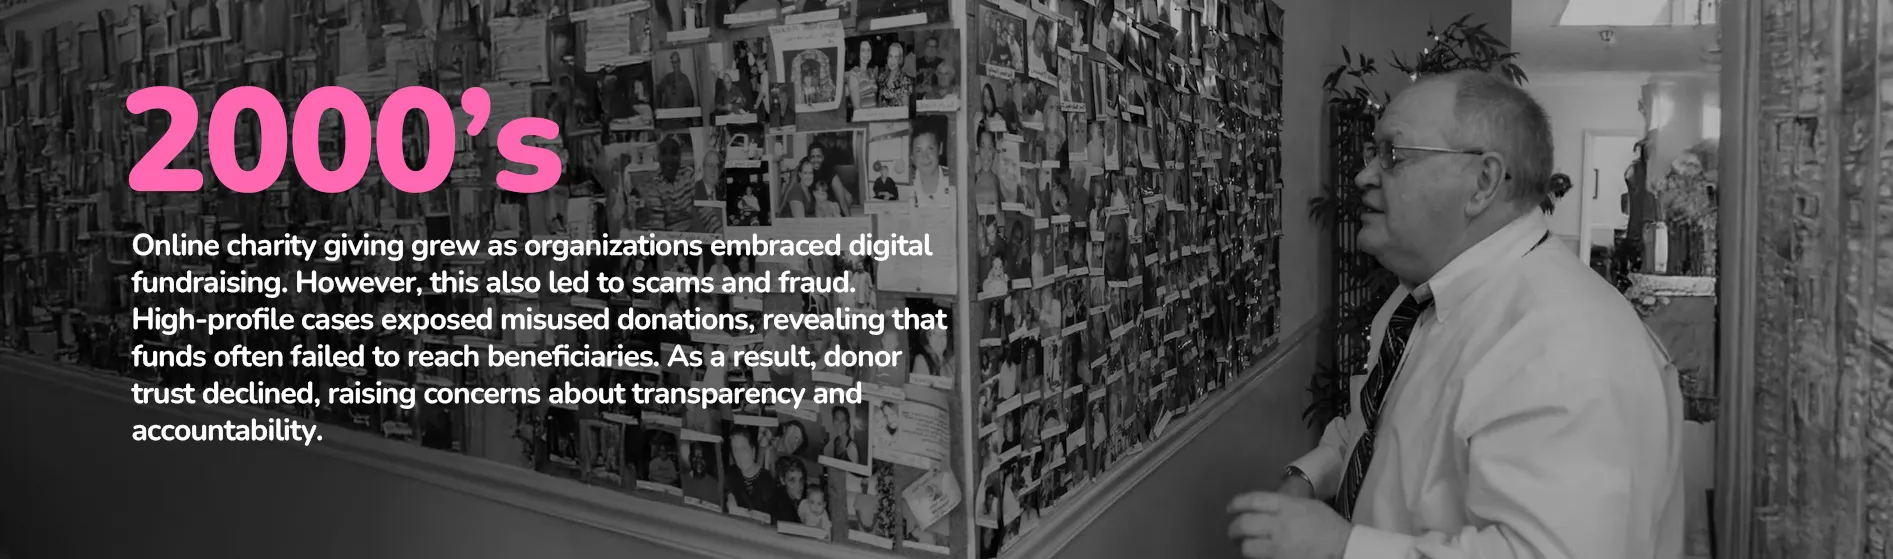 2000's
Online charity giving grew as organizations embraced digital
fundraising. However, this also led to scams and fraud.
High-profile cases exposed misused donations, revealing that
funds often failed to reach beneficiaries. As a result, donor
trust declined, raising concerns about transparency and
accountability.